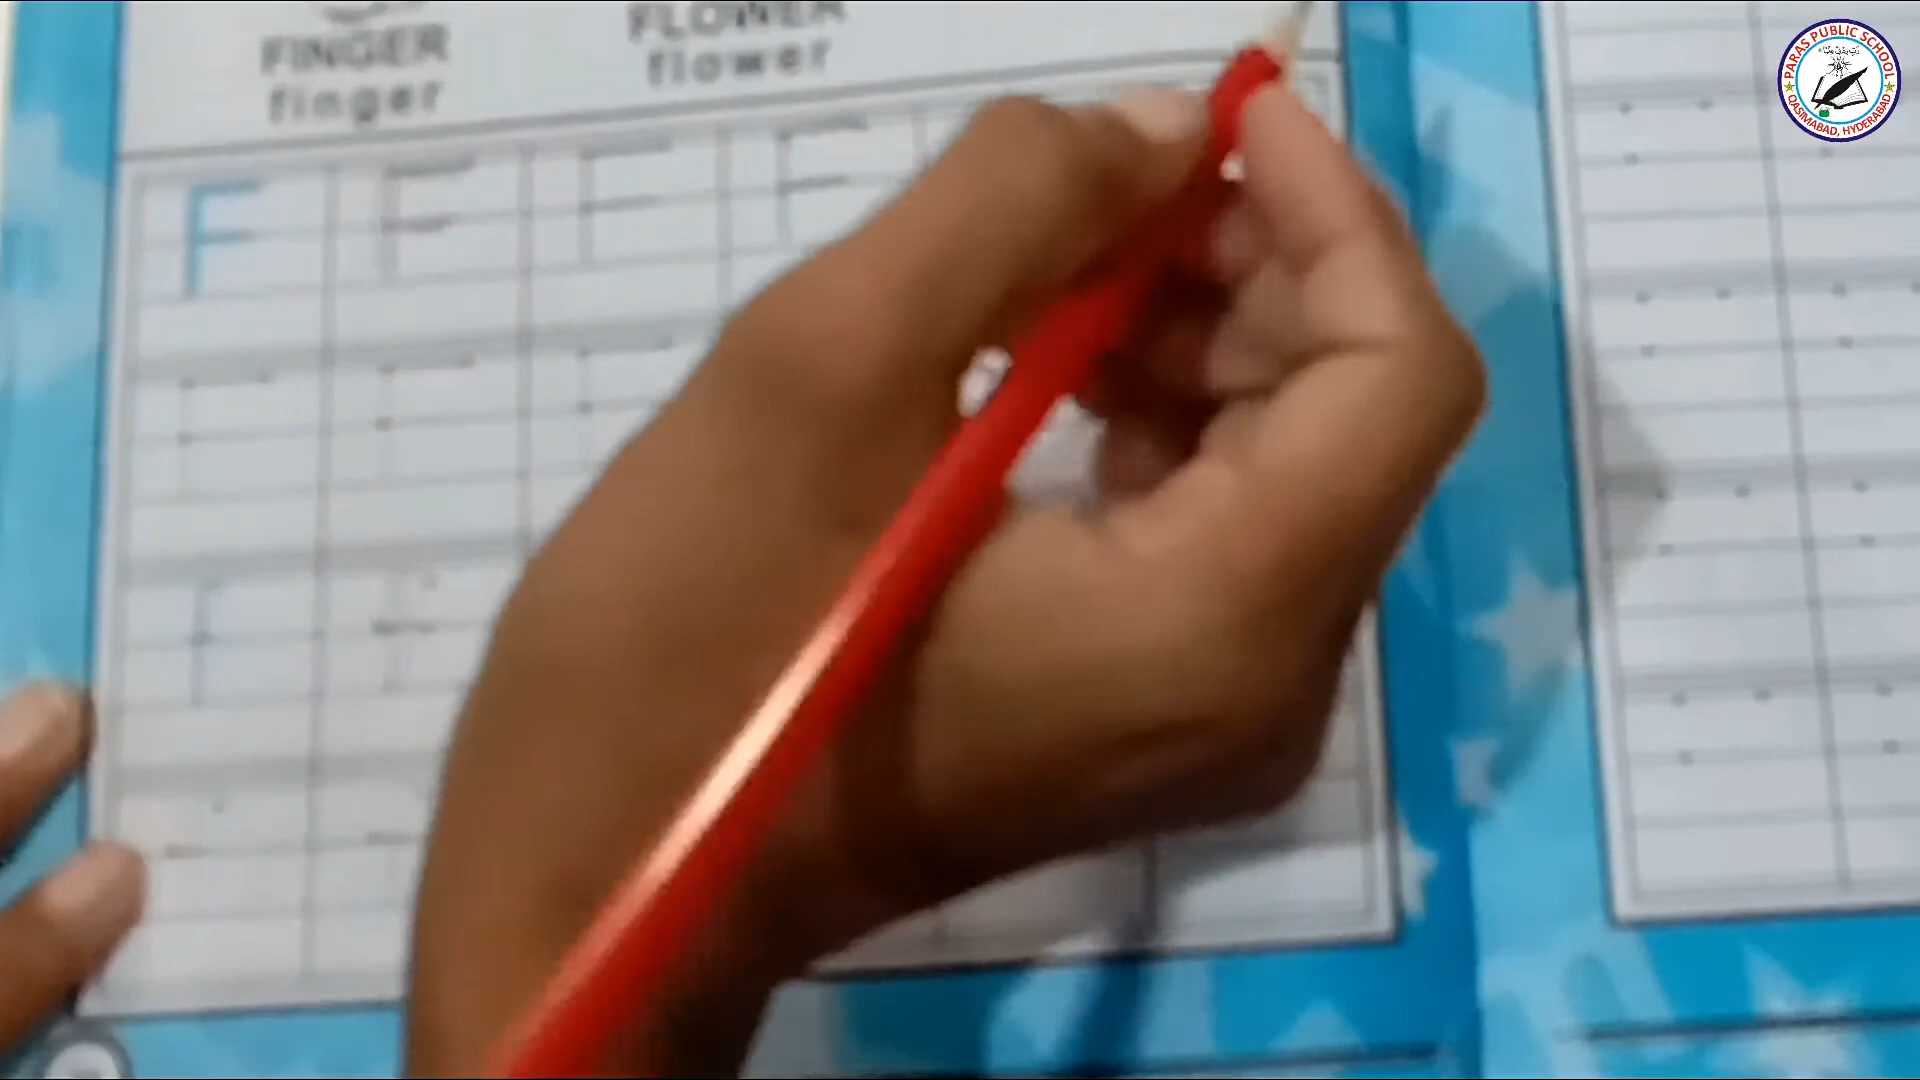 FINGER
finger
FLOWER
flower
F F F F
PARAS PUBLIC SCHOOL
QASIMABAD, HYDERABAD